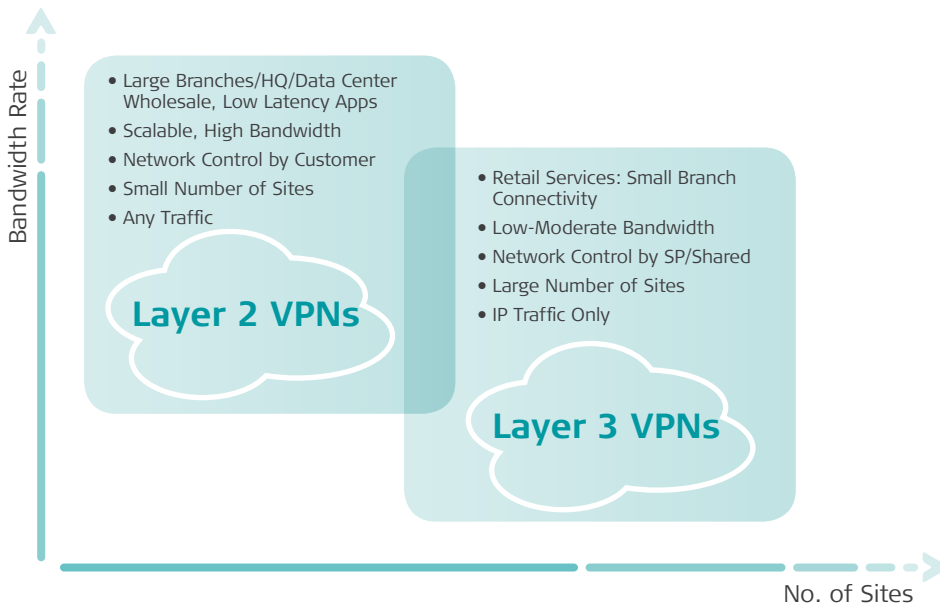 Bandwidth Rate
• Large Branches/HQ/Data Center
Wholesale, Low Latency Apps
• Scalable, High Bandwidth
• Network Control by Customer
• Small Number of Sites
• Any Traffic
Layer 2 VPNs
• Retail Services: Small Branch
Connectivity
• Low-Moderate Bandwidth
• Network Control by SP/Shared
• Large Number of Sites
• IP Traffic Only
Layer 3 VPNs
No. of Sites